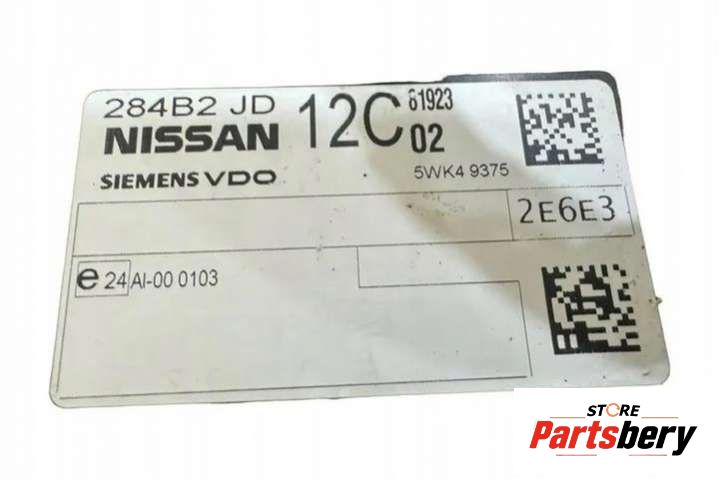 284B2 JD 12C 61923
NISSAN 02
SIEMENS VDO 5WK4 9375
2E6E3
e 24 AI-00 0103
STORE
Partsbery